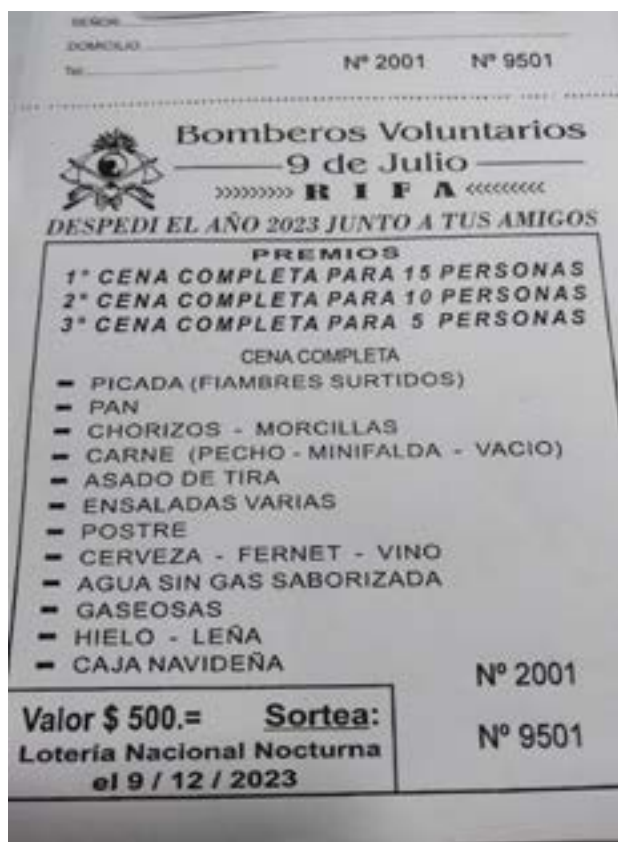 SEÑOR
DOMICILIO
Tel:
Nº 2001 Nº 9501
Bomberos Voluntarios
9 de Julio
»»»»» R I F A «««««
DESPEDI EL AÑO 2023 JUNTO A TUS AMIGOS
PREMIOS
1° CENA COMPLETA PARA 15 PERSONAS
2° CENA COMPLETA PARA 10 PERSONAS
3° CENA COMPLETA PARA 5 PERSONAS
CENA COMPLETA
- PICADA (FIAMBRES SURTIDOS)
- PAN
- CHORIZOS - MORCILLAS
- CARNE (PECHO - MINIFALDA - VACIO)
- ASADO DE TIRA
- ENSALADAS VARIAS
- POSTRE
- CERVEZA - FERNET - VINO
- AGUA SIN GAS SABORIZADA
- GASEOSAS
- HIELO - LEÑA
- CAJA NAVIDEÑA
Nº 2001
Nº 9501
Valor $ 500.= Sortea:
Lotería Nacional Nocturna
el 9 / 12 / 2023